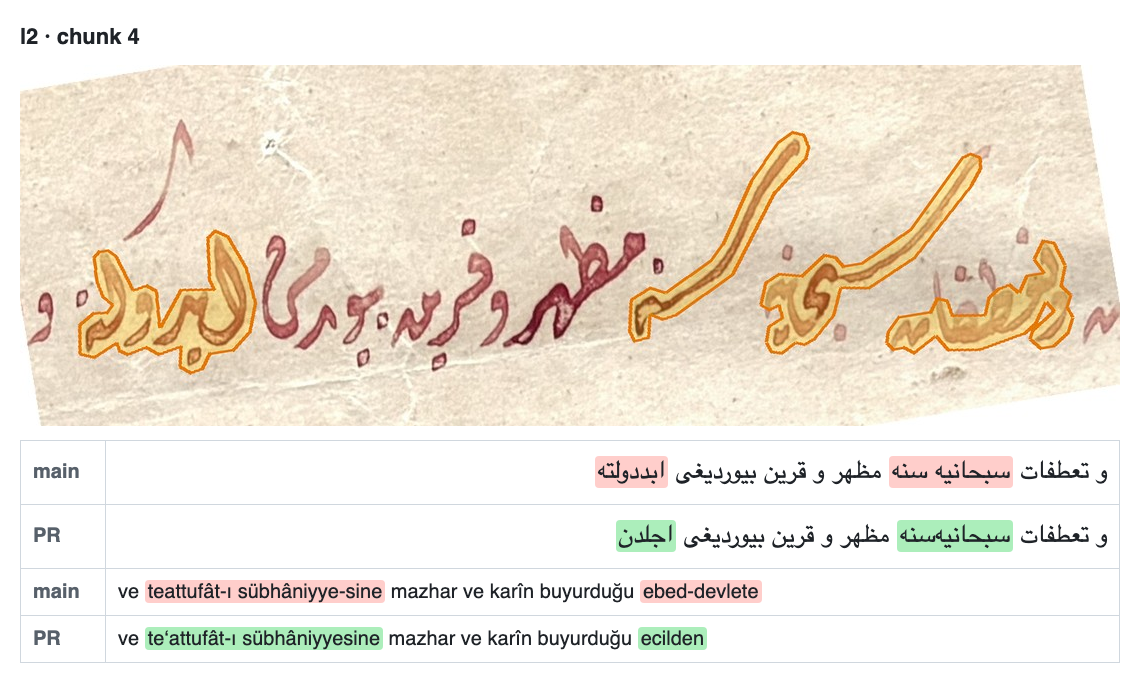 l2 · chunk 4
main
و تعطفات سبحانیه سنه مظهر و قرین بیوردیغی ابددولته
PR
و تعطفات سبحانیه‌سنه مظهر و قرین بیوردیغی اجلدن
main
ve teattufât-ı sübhâniyye-sine mazhar ve karîn buyurduğu ebed-devlete
PR
ve te‘attufât-ı sübhâniyyesine mazhar ve karîn buyurduğu ecilden